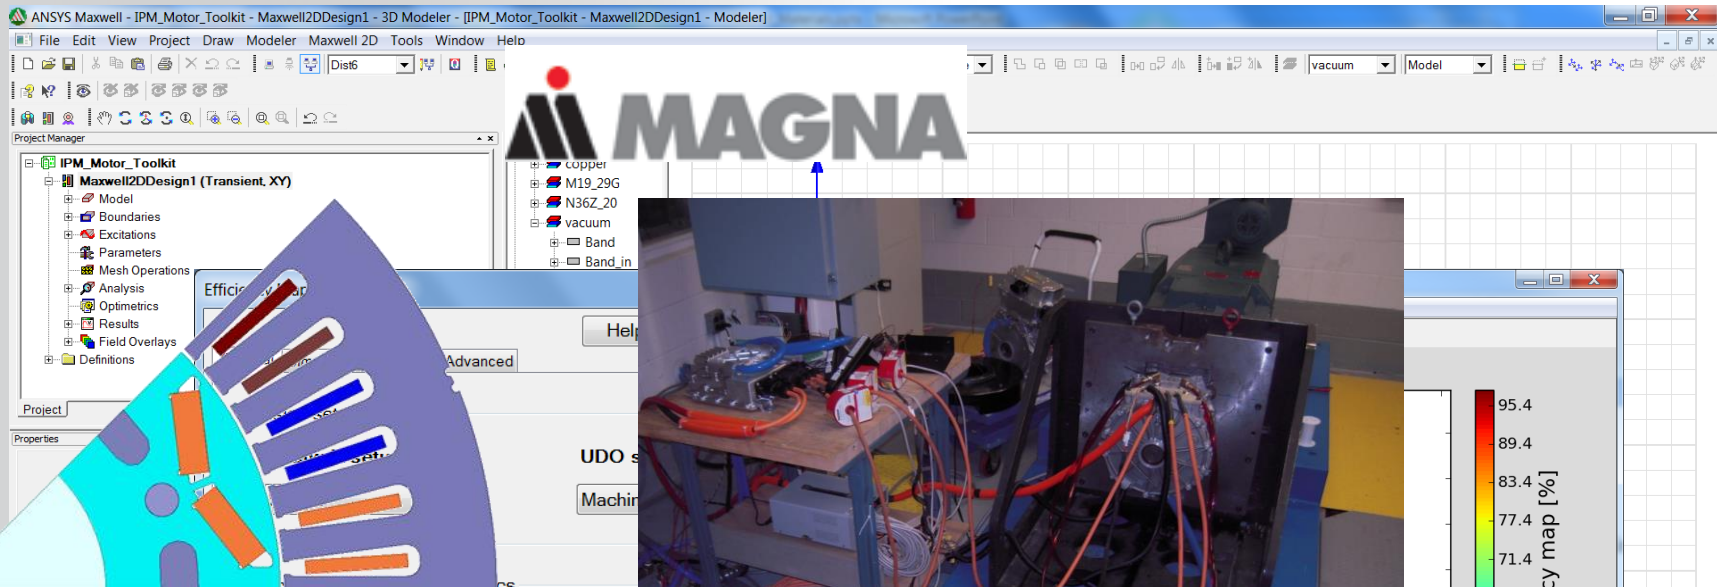 ANSYS Maxwell - IPM_Motor_Toolkit - Maxwell2DDesign1 - 3D Modeler - [IPM_Motor_Toolkit - Maxwell2DDesign1 - Modeler]
File Edit View Project Draw Modeler Maxwell 2D Tools Window Help
Dist6
vacuum
Model
MAGNA
Project Manager
IPM_Motor_Toolkit
Maxwell2DDesign1 (Transient, XY)
Model
Boundaries
Excitations
Parameters
Mesh Operations
Analysis
Optimetrics
Results
Field Overlays
Definitions
Project
Properties
copper
M19_29G
N36Z_20
vacuum
Band
Band_in
Help
Advanced
UDO s
Machin
95.4
89.4
83.4
77.4
71.4
cy map [%]